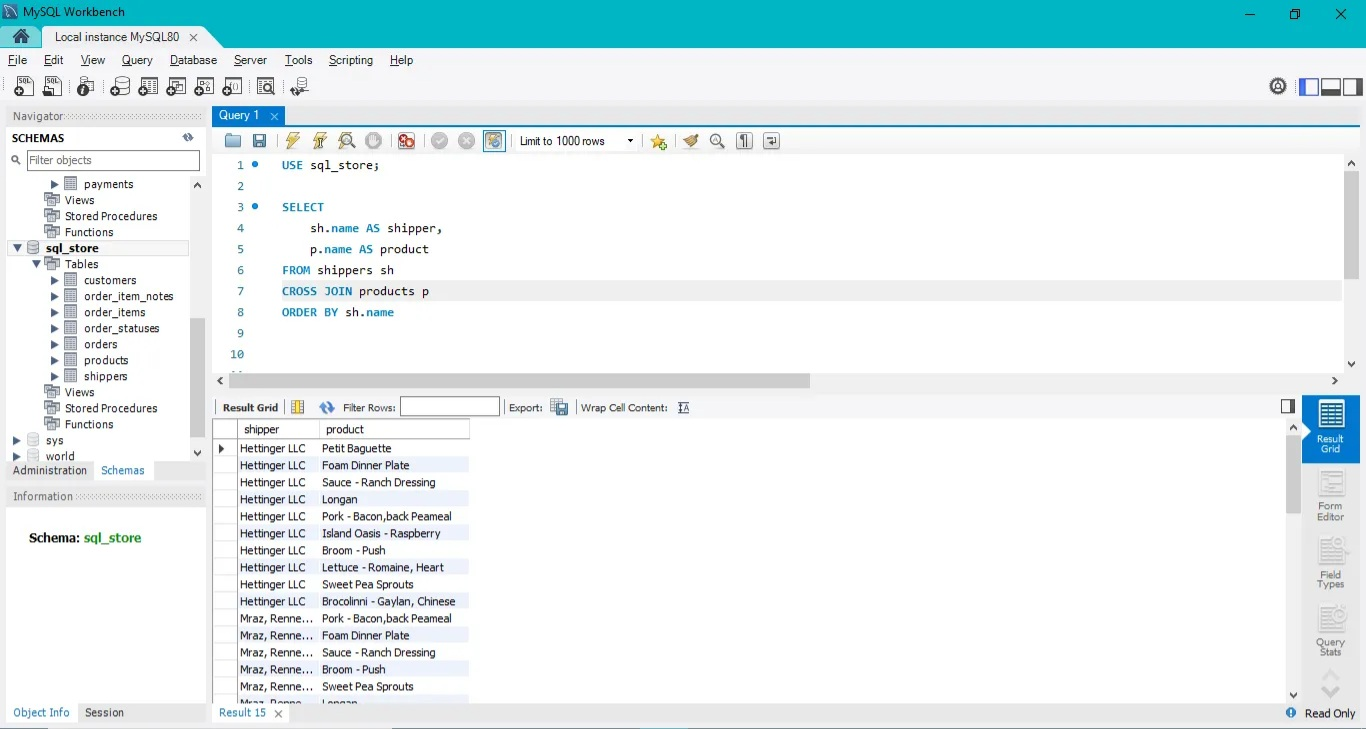 MySQL Workbench
Local instance MySQL80
File Edit View Query Database Server Tools Scripting Help
Navigator
SCHEMAS
Filter objects
payments
Views
Stored Procedures
Functions
sql_store
Tables
customers
order_item_notes
order_items
order_statuses
orders
products
shippers
Views
Stored Procedures
Functions
sys
world
Administration Schemas
Information
Schema: sql_store
Object Info Session
Query 1
Limit to 1000 rows
1 USE sql_store;
2
3 SELECT
4 sh.name AS shipper,
5 p.name AS product
6 FROM shippers sh
7 CROSS JOIN products p
8 ORDER BY sh.name
9
10
Result Grid Filter Rows: Export: Wrap Cell Content:
shipper product
Hettinger LLC Petit Baguette
Hettinger LLC Foam Dinner Plate
Hettinger LLC Sauce - Ranch Dressing
Hettinger LLC Longan
Hettinger LLC Pork - Bacon,back Peameal
Hettinger LLC Island Oasis - Raspberry
Hettinger LLC Broom - Push
Hettinger LLC Lettuce - Romaine, Heart
Hettinger LLC Sweet Pea Sprouts
Hettinger LLC Brocolinni - Gaylan, Chinese
Mraz, Renne... Pork - Bacon,back Peameal
Mraz, Renne... Foam Dinner Plate
Mraz, Renne... Sauce - Ranch Dressing
Mraz, Renne... Broom - Push
Mraz, Renne... Sweet Pea Sprouts
Mraz, Renne... Longan
Result 15
Result
Grid
Form
Editor
Field
Types
Query
Stats
Read Only